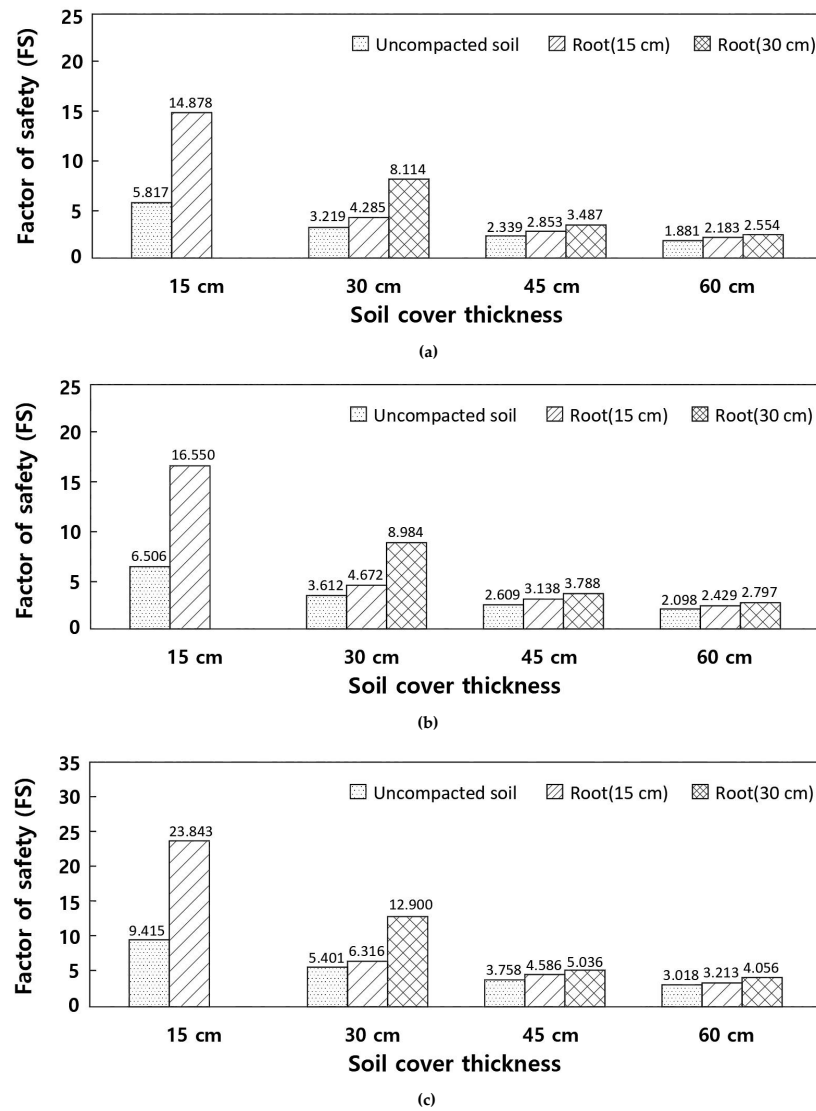 25
Uncompacted soil Root(15 cm) Root(30 cm)
20
14.878
15
Factor of safety (FS)
10
8.114
5.817
5
3.219 4.285
2.339 2.853 3.487
1.881 2.183 2.554
0
15 cm 30 cm 45 cm 60 cm
Soil cover thickness
(a)
25
Uncompacted soil Root(15 cm) Root(30 cm)
20
16.550
15
Factor of safety (FS)
10
8.984
6.506
5
3.612 4.672
2.609 3.138 3.788
2.098 2.429 2.797
0
15 cm 30 cm 45 cm 60 cm
Soil cover thickness
(b)
35
Uncompacted soil Root(15 cm) Root(30 cm)
30
25
23.843
20
Factor of safety (FS)
15
12.900
10
9.415
5.401 6.316
5
3.758 4.586 5.036
3.018 3.213 4.056
0
15 cm 30 cm 45 cm 60 cm
Soil cover thickness
(c)